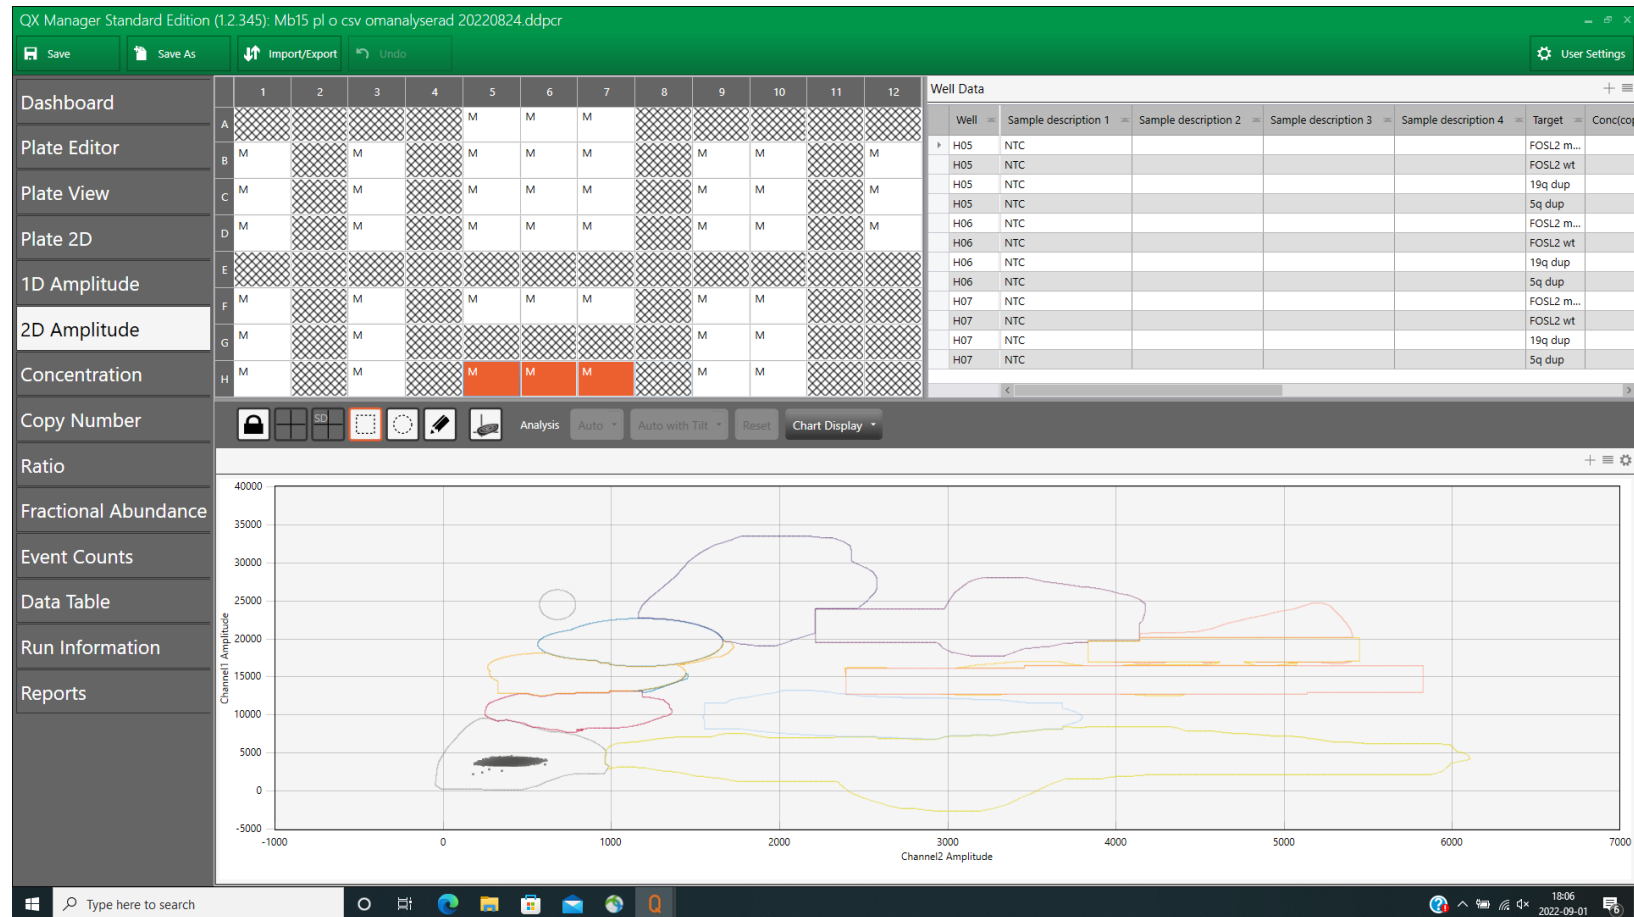 QX Manager Standard Edition (1.2.345): Mb15 pl o csv omanalyserad 20220824.ddpcr
Save Save As Import/Export Undo User Settings
Dashboard
Plate Editor
Plate View
Plate 2D
1D Amplitude
2D Amplitude
Concentration
Copy Number
Ratio
Fractional Abundance
Event Counts
Data Table
Run Information
Reports
1 2 3 4 5 6 7 8 9 10 11 12
A M M M
B M M M M M M M M
C M M M M M M M M
D M M M M M M M M
E
F M M M M M M M
G M M M M
H M M M M M M M
Well Data
Well Sample description 1 Sample description 2 Sample description 3 Sample description 4 Target Conc(cop
H05 NTC FOSL2 m...
H05 NTC FOSL2 wt
H05 NTC 19q dup
H05 NTC 5q dup
H06 NTC FOSL2 m...
H06 NTC FOSL2 wt
H06 NTC 19q dup
H06 NTC 5q dup
H07 NTC FOSL2 m...
H07 NTC FOSL2 wt
H07 NTC 19q dup
H07 NTC 5q dup
SD Analysis Auto Auto with Tilt Reset Chart Display
Channel1 Amplitude
40000
35000
30000
25000
20000
15000
10000
5000
0
-5000
-1000 0 1000 2000 3000 4000 5000 6000 7000
Channel2 Amplitude
Type here to search
Q
18:06
2022-09-01
6